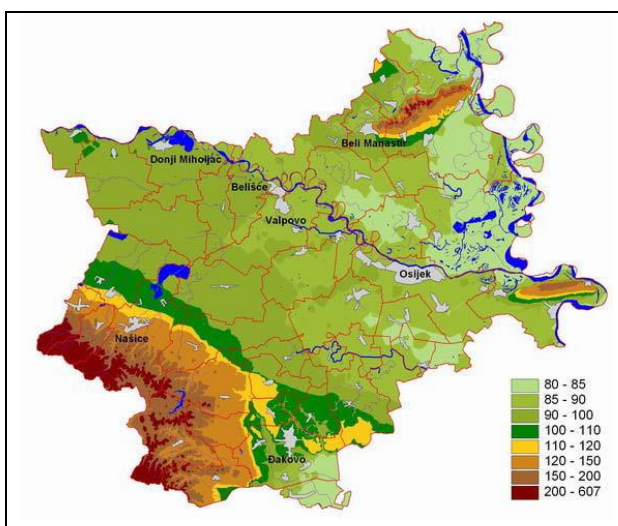 Donji Miholjac
Beli Manastir
Belišće
Valpovo
Osijek
Našice
Đakovo
80 - 85
85 - 90
90 - 100
100 - 110
110 - 120
120 - 150
150 - 200
200 - 607